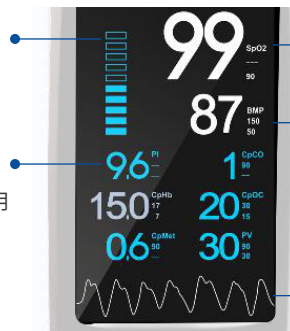 99 SpO2
---
90
87 BMP
150
50
9.6 PI
--
1 CpCO
90
--
15.0 CpHb
17
7
20 CpOC
30
15
0.6 CpMet
90
--
30 PV
90
30
明